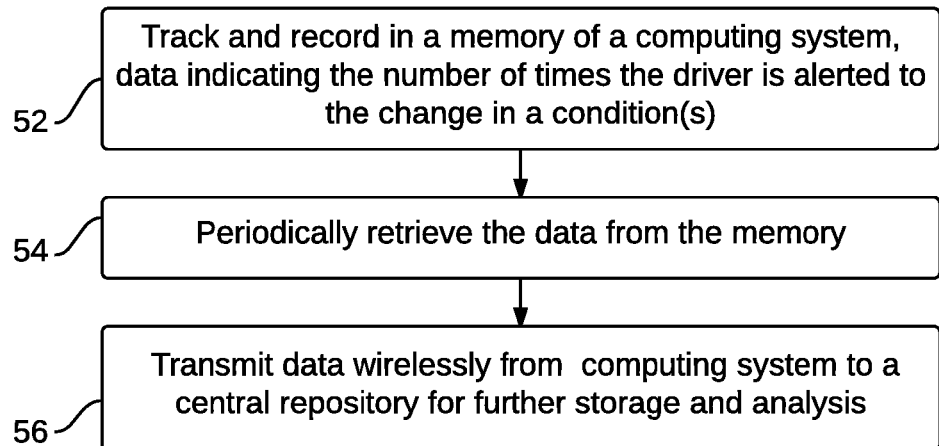 Track and record in a memory of a computing system,
data indicating the number of times the driver is alerted to
the change in a condition(s)
52
Periodically retrieve the data from the memory
54
Transmit data wirelessly from computing system to a
central repository for further storage and analysis
56